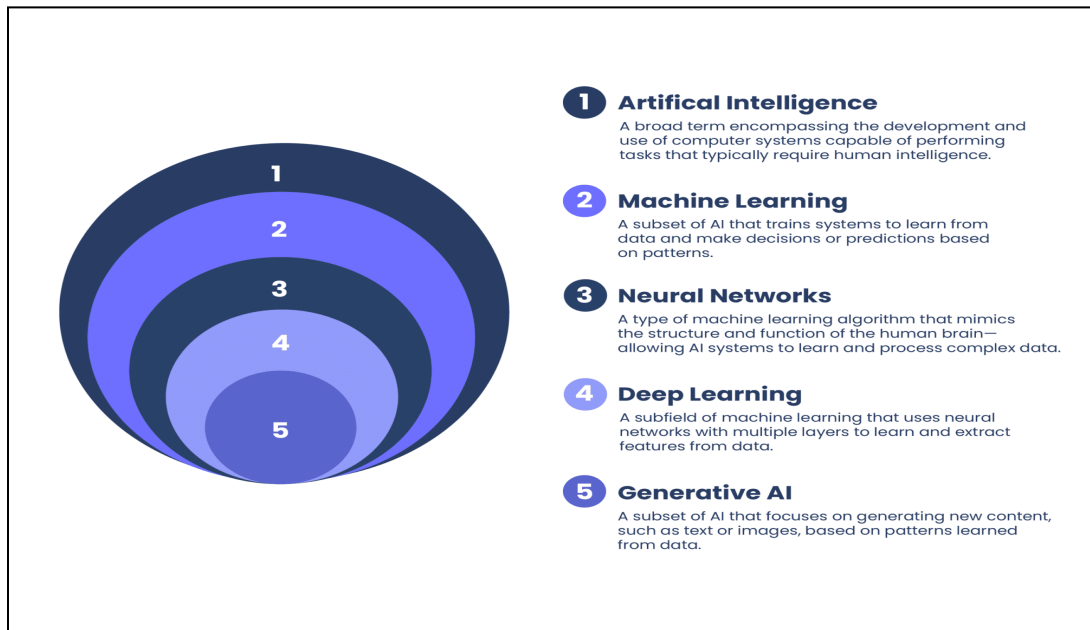 1
2
3
4
5
1 Artifical Intelligence
A broad term encompassing the development and
use of computer systems capable of performing
tasks that typically require human intelligence.
2 Machine Learning
A subset of AI that trains systems to learn from
data and make decisions or predictions based
on patterns.
3 Neural Networks
A type of machine learning algorithm that mimics
the structure and function of the human brain—
allowing AI systems to learn and process complex data.
4 Deep Learning
A subfield of machine learning that uses neural
networks with multiple layers to learn and extract
features from data.
5 Generative AI
A subset of AI that focuses on generating new content,
such as text or images, based on patterns learned
from data.